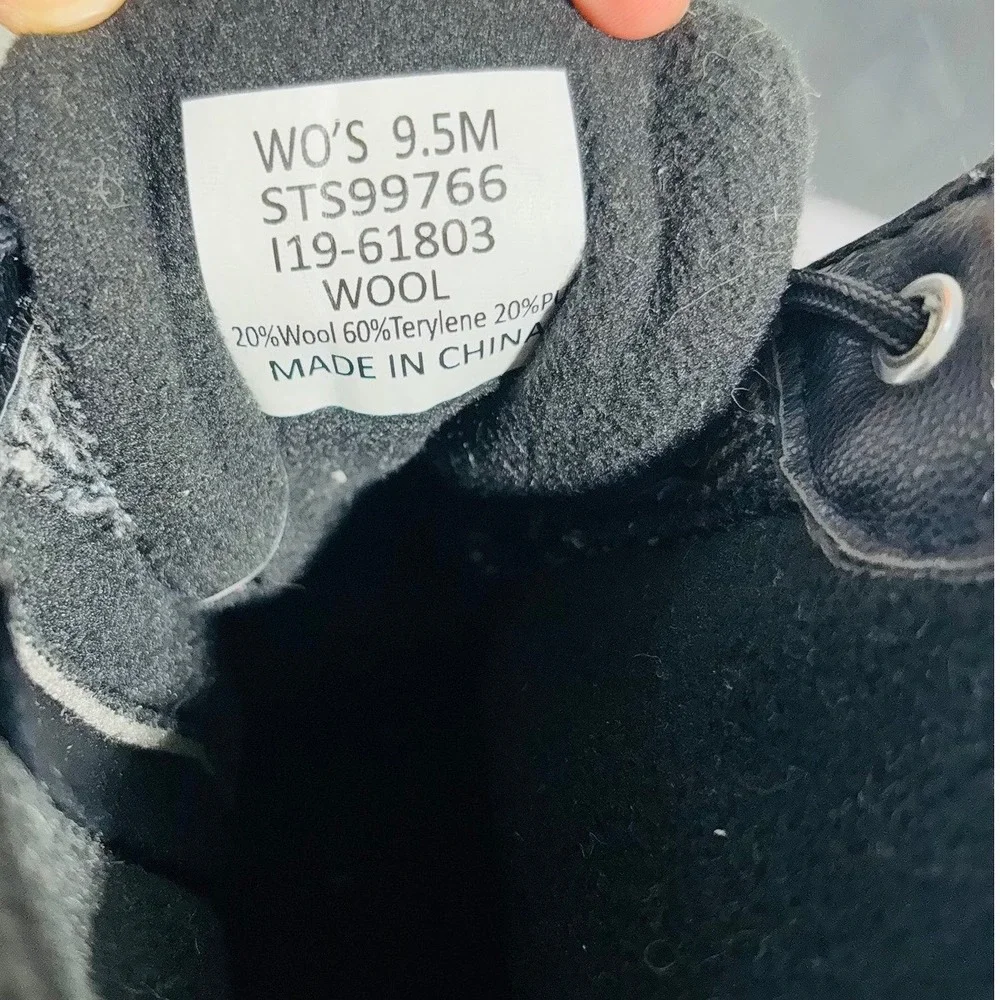 WO'S 9.5M
STS99766
I19-61803
WOOL
20%Wool 60%Terylene 20%
MADE IN CHINA